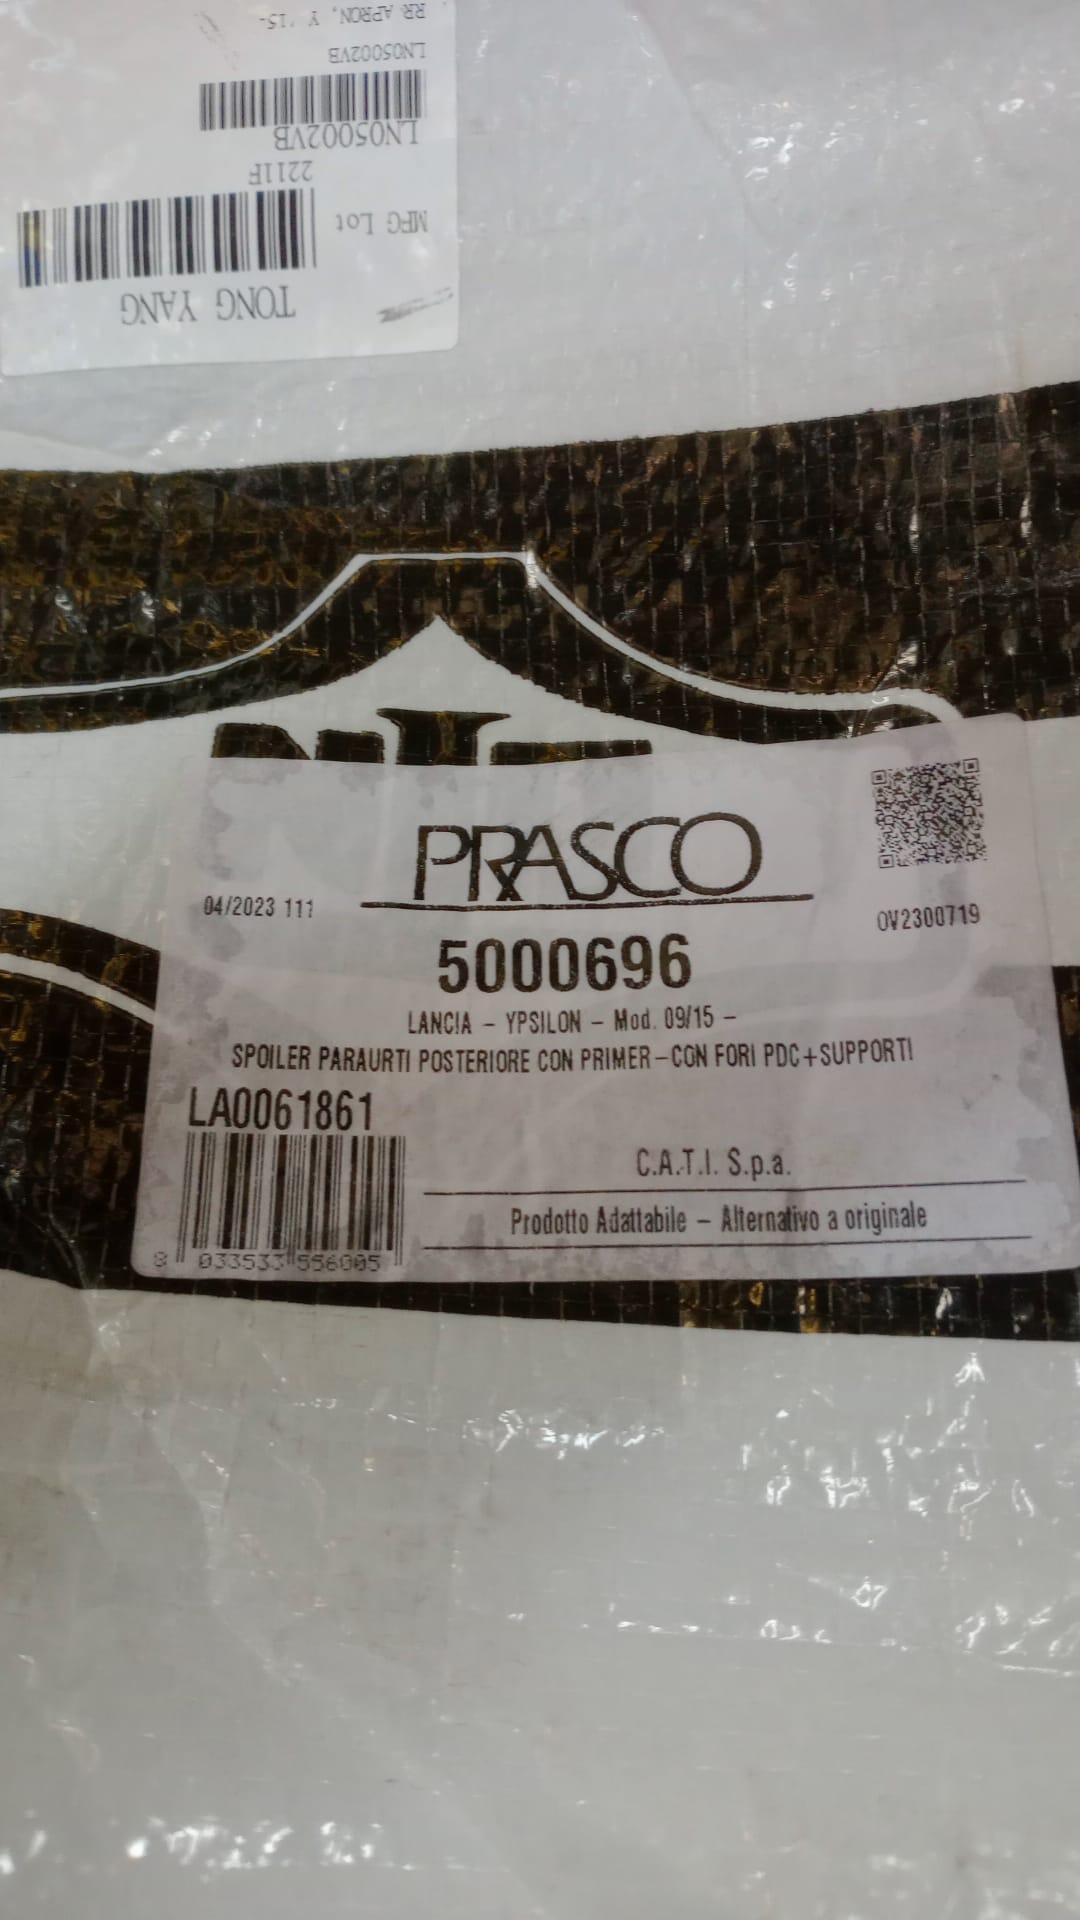 RR APRON, Y '15-
LN05002VB
LN05002VB
2211F
MFG Lot
TONG YANG
PRASCO
04/2023 111
OV2300719
5000696
LANCIA - YPSILON - Mod. 09/15 -
SPOILER PARAURTI POSTERIORE CON PRIMER-CON FORI PDC+SUPPORTI
LA0061861
C.A.T.I. S.p.a.
Prodotto Adattabile - Alternativo a originale
8 033533 556005